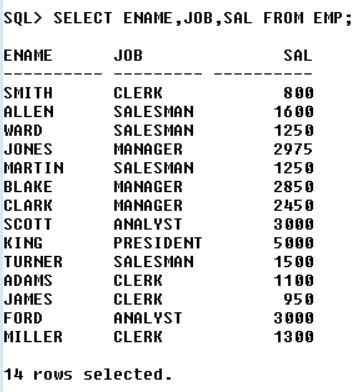 SQL> SELECT ENAME,JOB,SAL FROM EMP;
ENAME      JOB              SAL
---------- --------- ----------
SMITH      CLERK            800
ALLEN      SALESMAN        1600
WARD       SALESMAN        1250
JONES      MANAGER         2975
MARTIN     SALESMAN        1250
BLAKE      MANAGER         2850
CLARK      MANAGER         2450
SCOTT      ANALYST         3000
KING       PRESIDENT       5000
TURNER     SALESMAN        1500
ADAMS      CLERK           1100
JAMES      CLERK            950
FORD       ANALYST         3000
MILLER     CLERK           1300
14 rows selected.